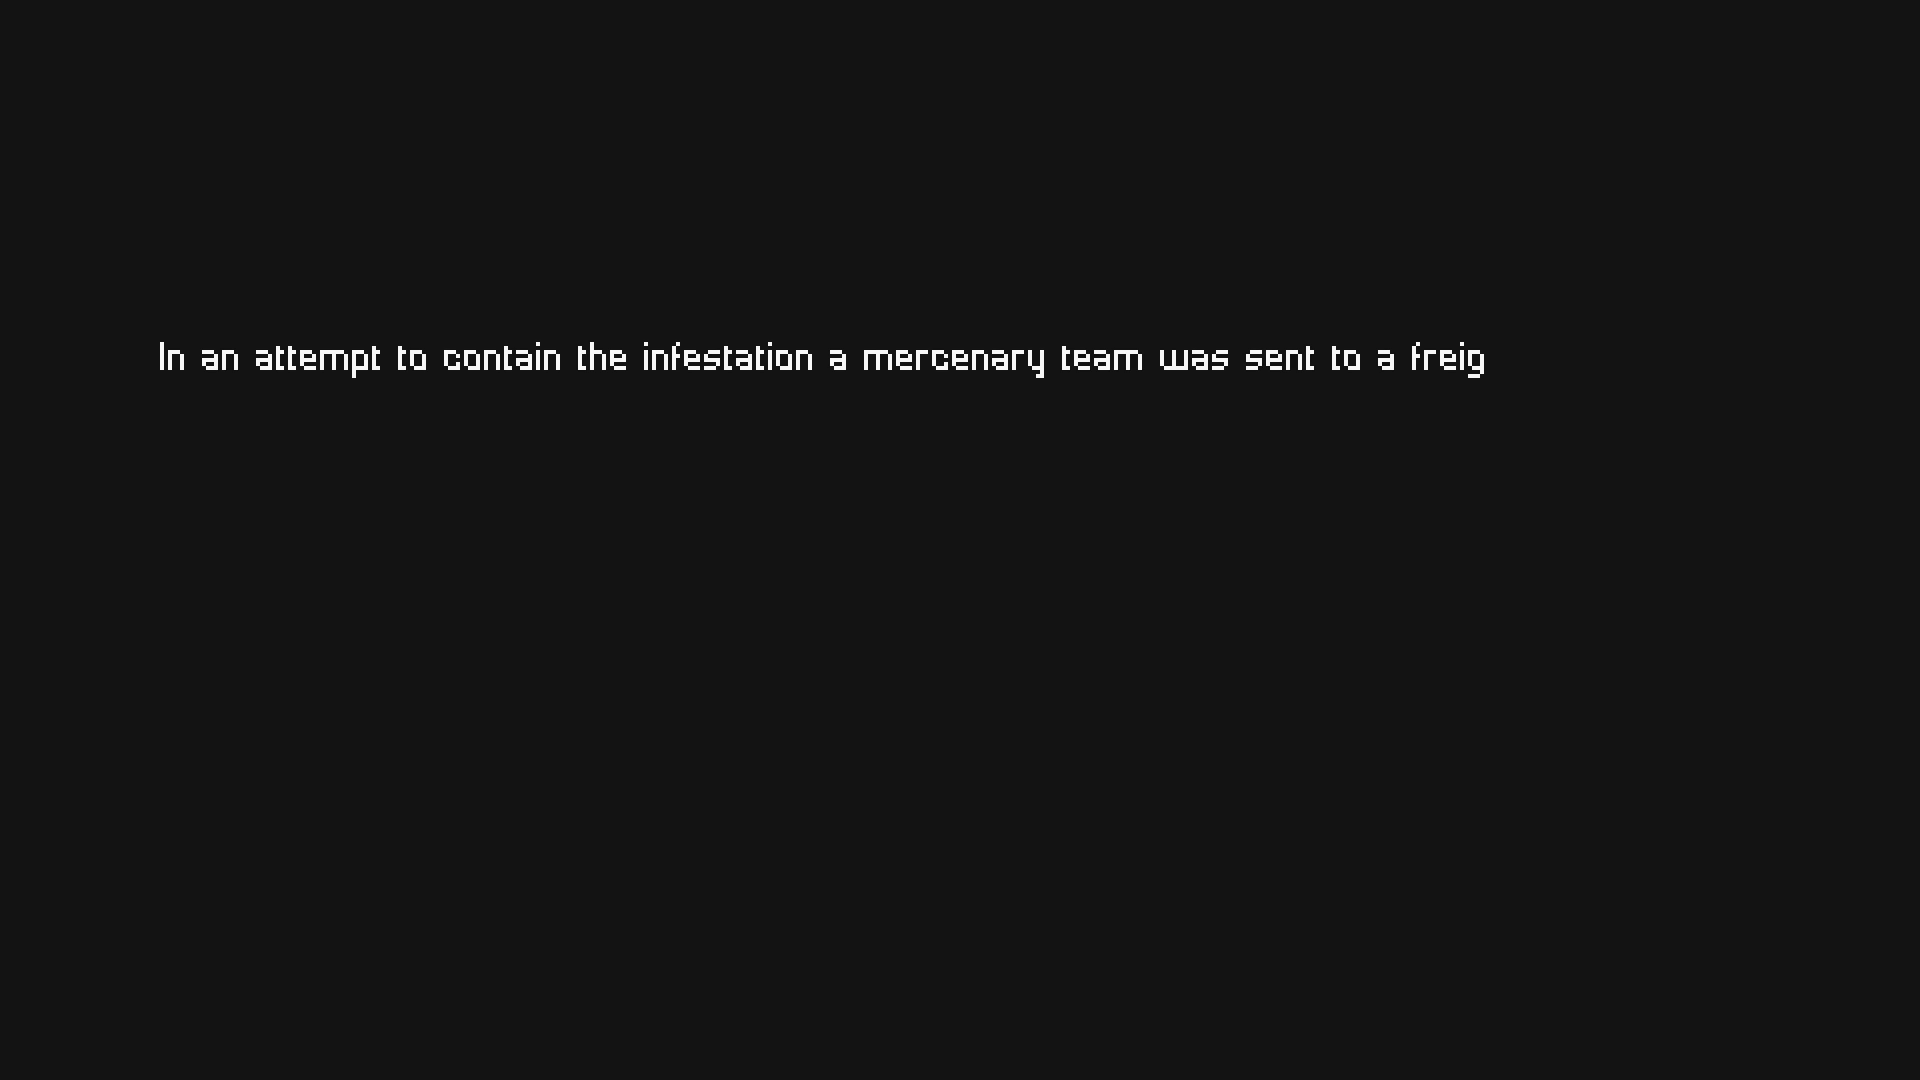 In an attempt to contain the infestation a mercenary team was sent to a freig